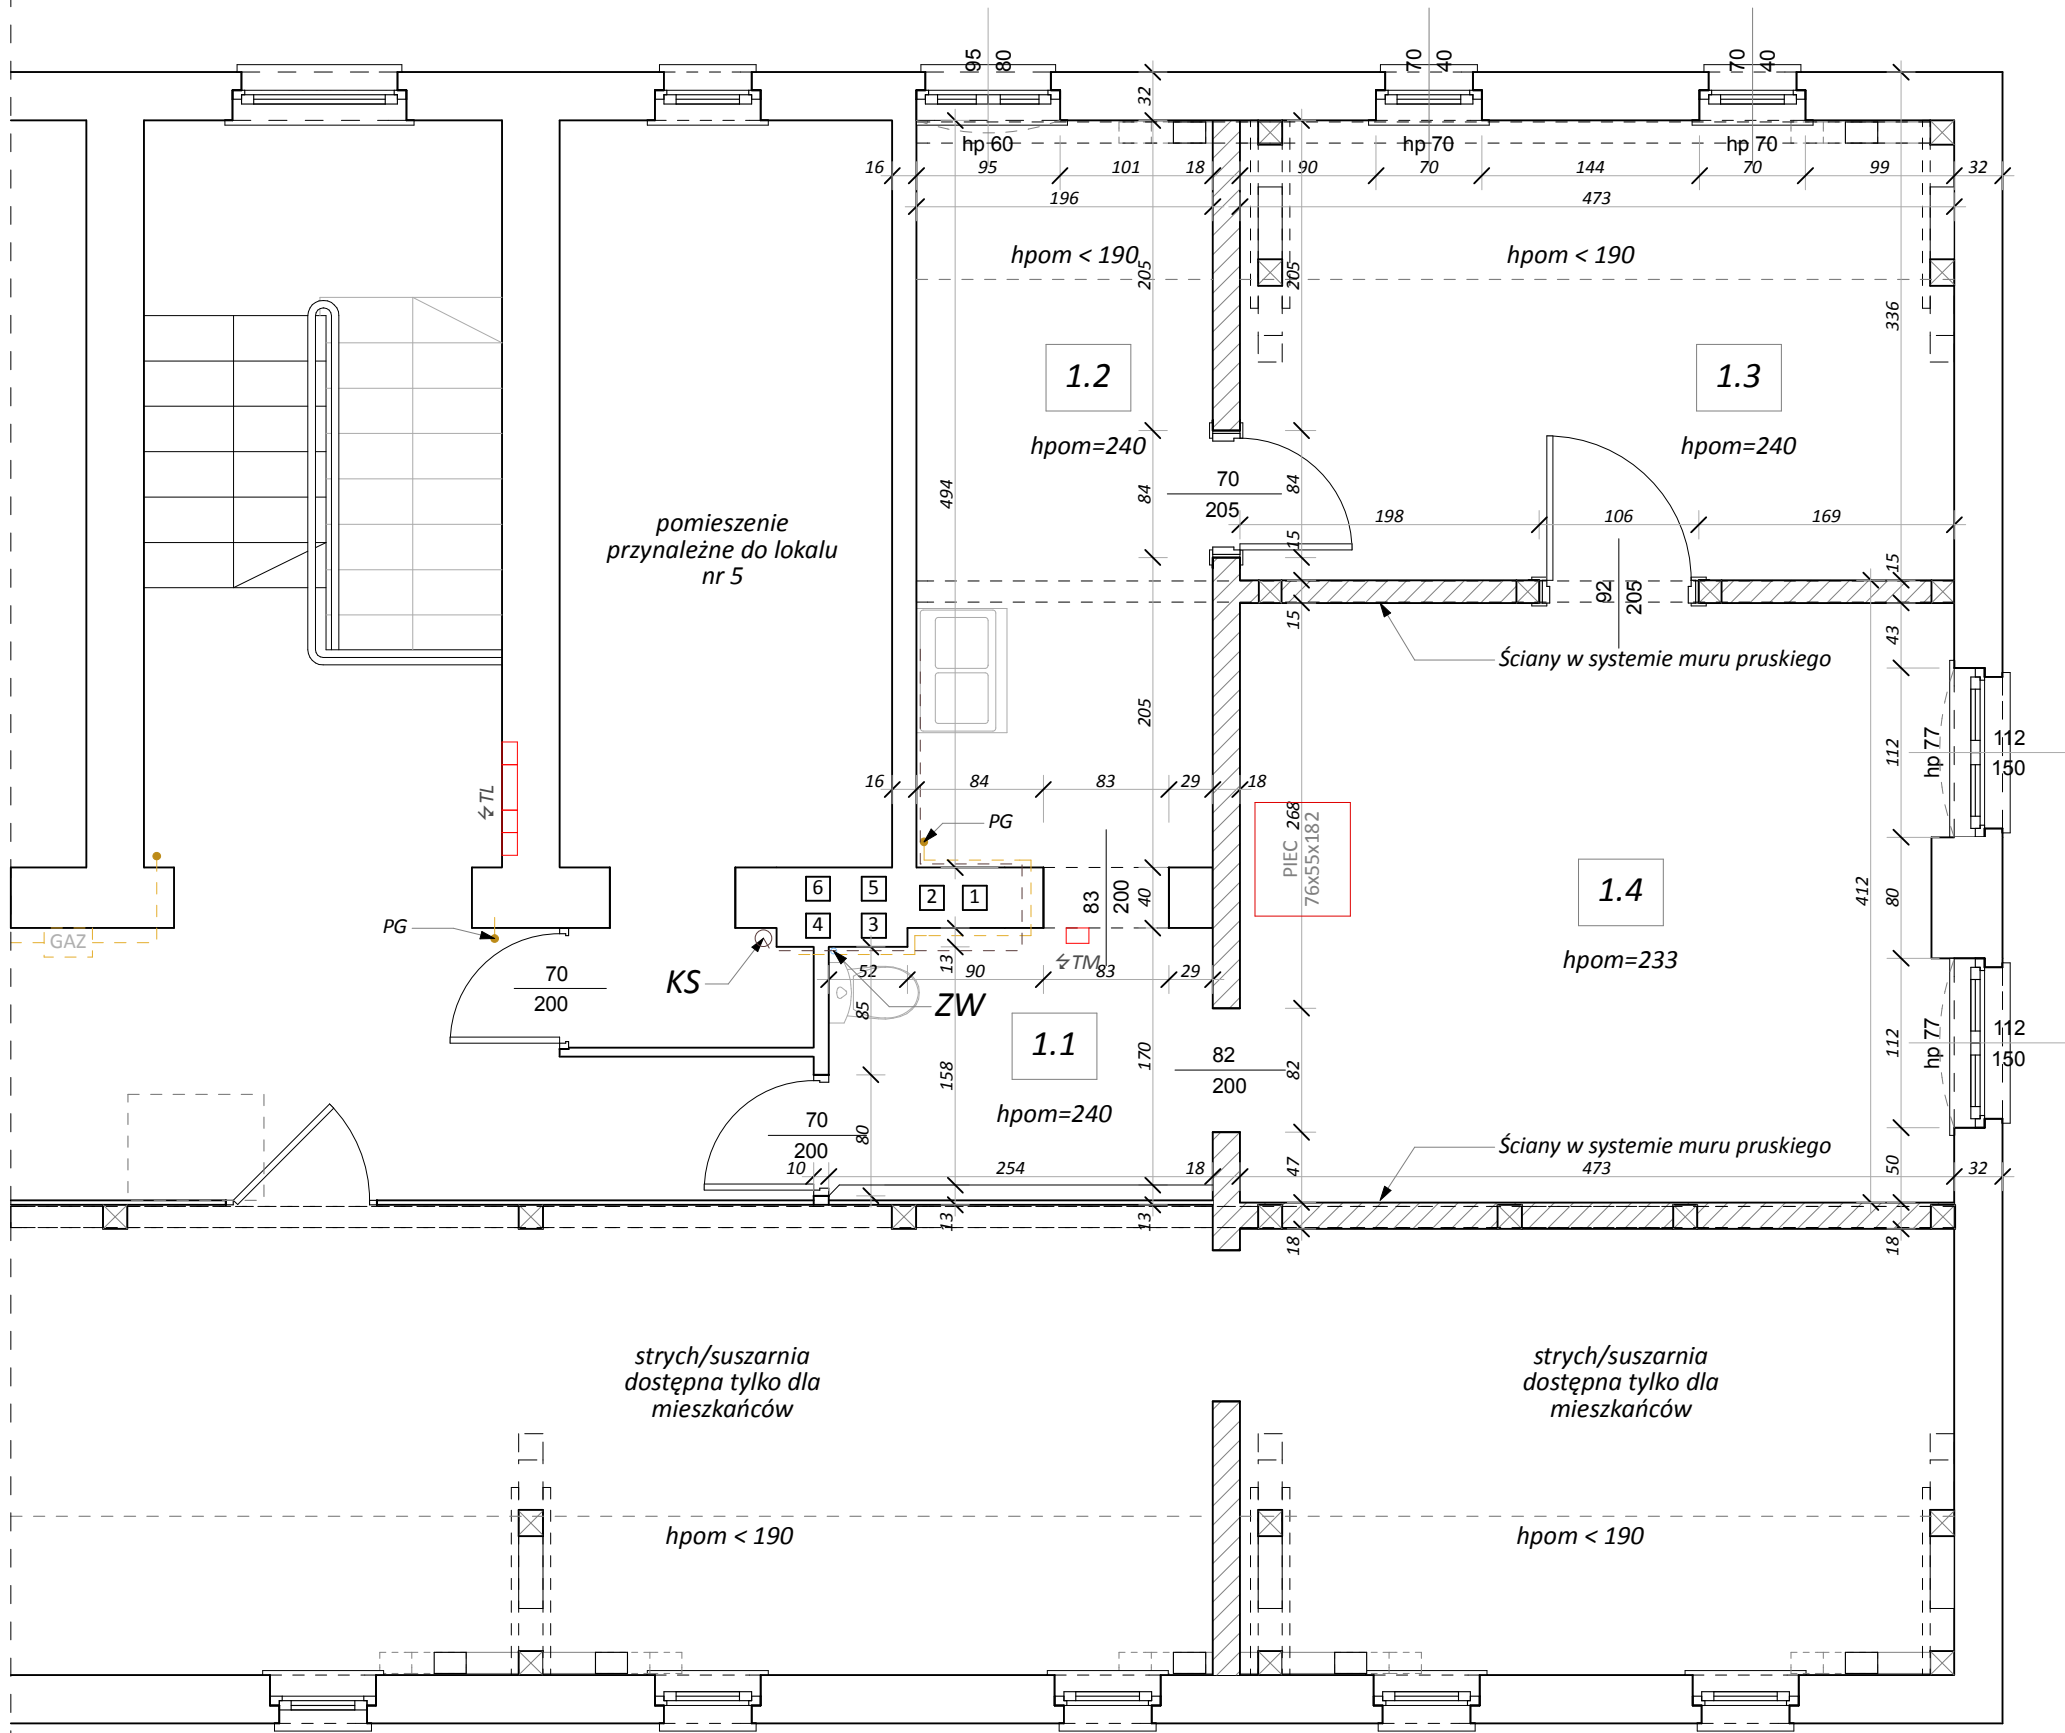 95
80
70
40
70
40
32
hp 60
hp 70
hp 70
16
95
101
18
90
70
144
70
99
32
196
473
hpom < 190
hpom < 190
205
205
336
1.2
1.3
hpom=240
hpom=240
494
84
70
205
84
198
106
169
pomieszenie
przynależne do lokalu
nr 5
15
15
92
205
15
43
Ściany w systemie muru pruskiego
205
112
hp 77
112
150
16
84
83
29
18
TL
PG
268
PIEC
76x55x182
6
5
2
1
4
3
83
200
40
1.4
412
80
PG
GAZ
KS
13
TM
hpom=233
52
90
83
29
70
200
ZW
85
1.1
158
170
82
200
82
112
hp 77
112
150
hpom=240
70
200
80
Ściany w systemie muru pruskiego
10
254
18
47
473
50
32
13
13
18
18
strych/suszarnia
dostępna tylko dla
mieszkańców
strych/suszarnia
dostępna tylko dla
mieszkańców
hpom < 190
hpom < 190